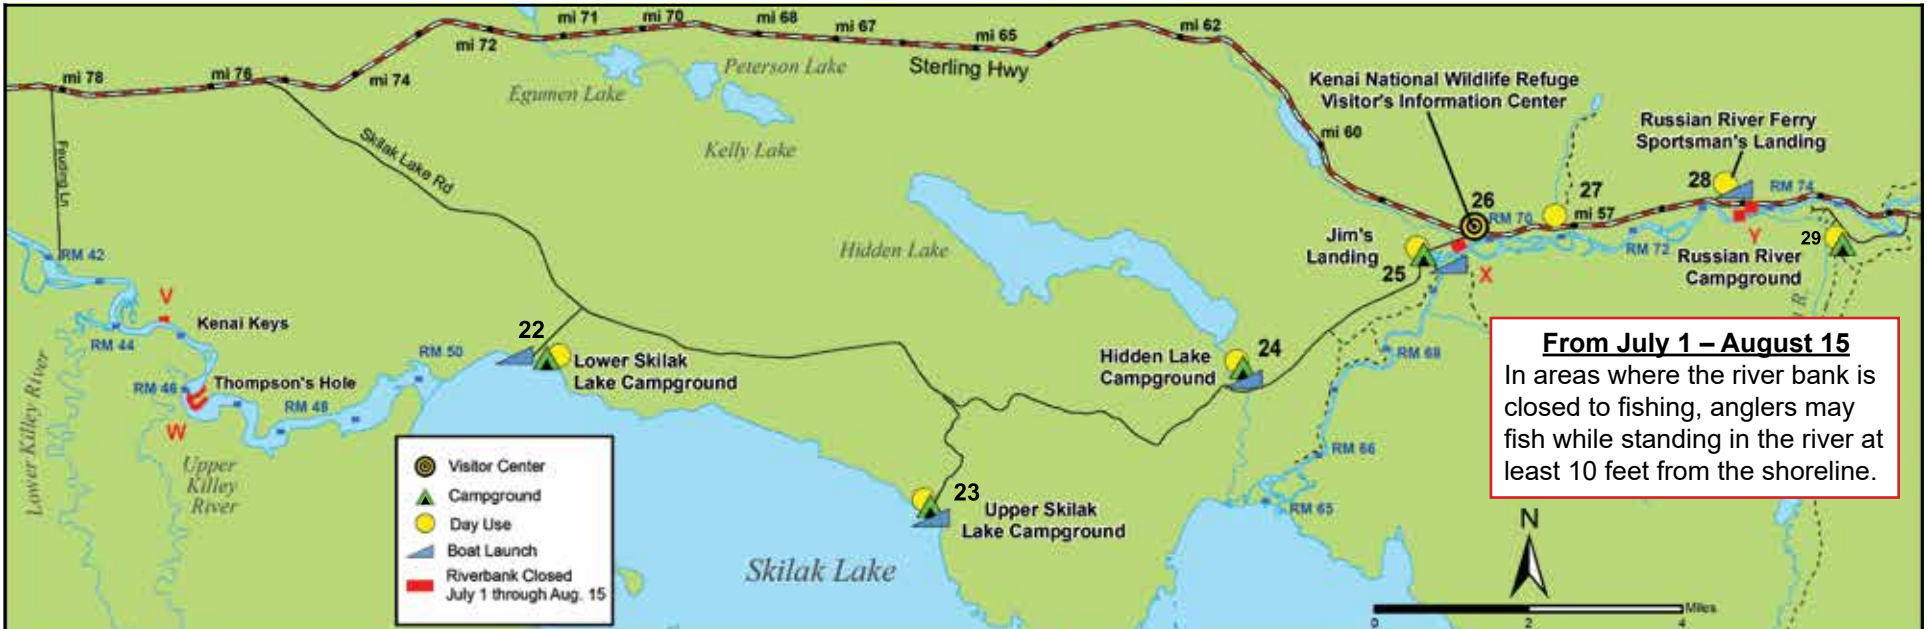 mi 78
mi 76
mi 74
mi 72
mi 71
mi 70
mi 68
mi 67
mi 65
mi 62
Sterling Hwy
Peterson Lake
Egumen Lake
Kelly Lake
Skilak Lake Rd
Feuding Ln
Kenai National Wildlife Refuge
Visitor's Information Center
mi 60
Russian River Ferry
Sportsman's Landing
26
27
28
RM 70
mi 57
RM 74
RM 72
Y
29
Russian River
Campground
Jim's
Landing
25
X
Hidden Lake
RM 42
V
Kenai Keys
RM 44
RM 46
Thompson's Hole
W
RM 48
RM 50
Lower Killey River
Upper
Killey
River
22
Lower Skilak
Lake Campground
23
Upper Skilak
Lake Campground
Hidden Lake
Campground
24
RM 68
RM 66
RM 65
R.
Skilak Lake
From July 1 – August 15
In areas where the river bank is
closed to fishing, anglers may
fish while standing in the river at
least 10 feet from the shoreline.
Visitor Center
Campground
Day Use
Boat Launch
Riverbank Closed
July 1 through Aug. 15
N
Miles
0 2 4